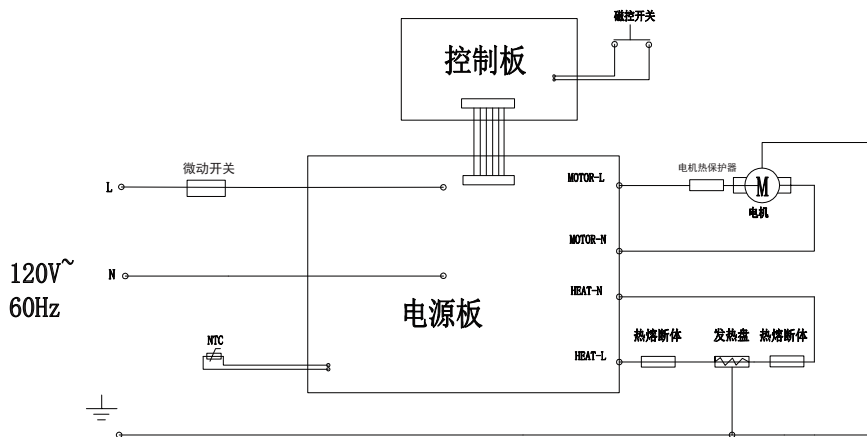 磁控开关
控制板
微动开关
L
MOTOR-L
电机热保护器
M
电机
MOTOR-N
120V~
60Hz
N
HEAT-N
电源板
NTC
HEAT-L
热熔断体
发热盘
热熔断体